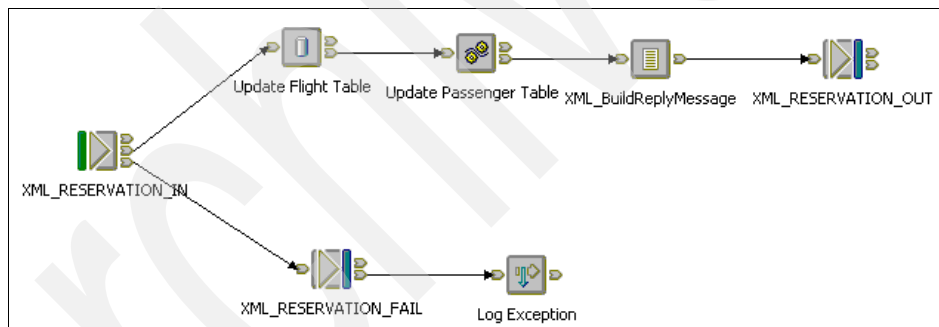 Update Flight Table
Update Passenger Table
XML_BuildReplyMessage
XML_RESERVATION_OUT
XML_RESERVATION_IN
XML_RESERVATION_FAIL
Log Exception